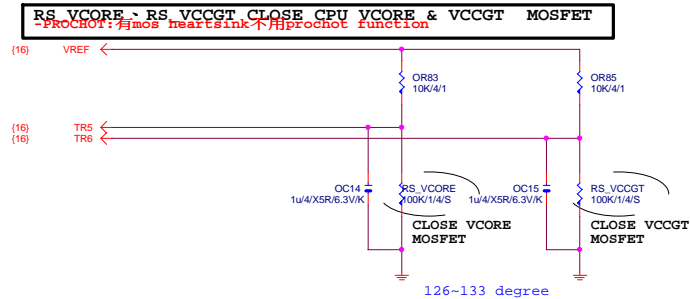 RS_VCORE、RS_VCCGT CLOSE CPU VCORE & VCCGT MOSFET
-PROCHOT:有mos heartsink不用prochot function
{16} VREF
OR83
10K/4/1
OR85
10K/4/1
{16} TR5
{16} TR6
OC14
1u/4/X5R/6.3V/K
RS_VCORE
100K/1/4/S
OC15
1u/4/X5R/6.3V/K
RS_VCCGT
100K/1/4/S
CLOSE VCORE
MOSFET
CLOSE VCCGT
MOSFET
126~133 degree